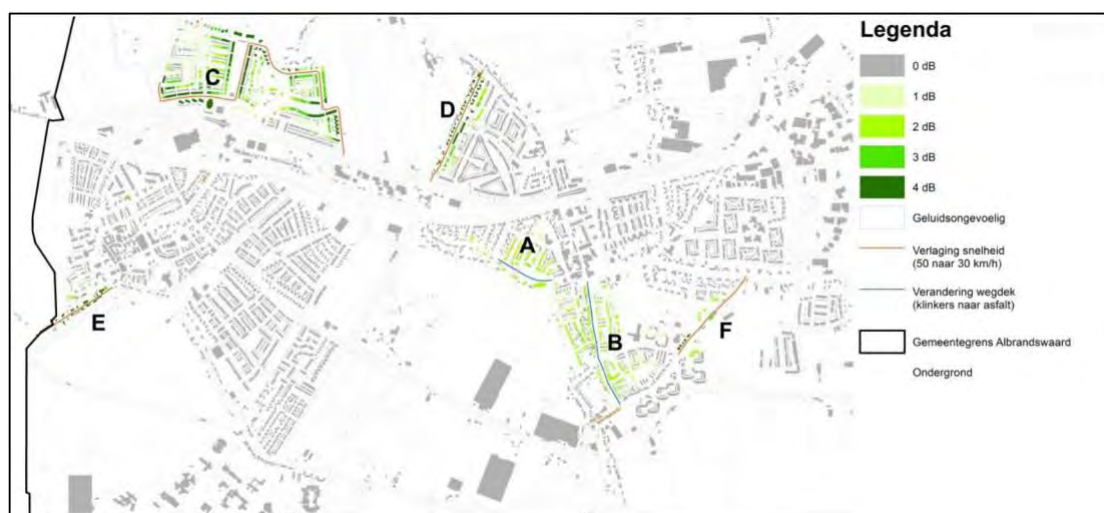 Legenda
0 dB
1 dB
2 dB
3 dB
4 dB
Geluidsongevoelig
Verlaging snelheid
(50 naar 30 km/h)
Verandering wegdek
(klinkers naar asfalt)
Gemeentegrens Albrandswaard
Ondergrond
C
D
A
B
E
F